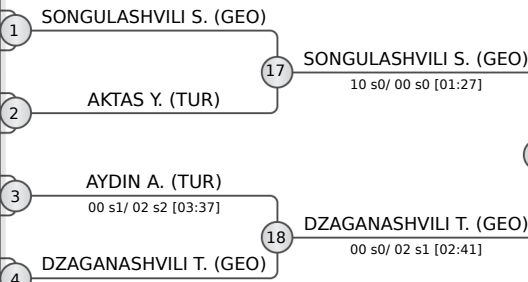 SONGULASHVILI S. (GEO)
1
17
SONGULASHVILI S. (GEO)
10 s0/ 00 s0 [01:27]
AKTAS Y. (TUR)
2
AYDIN A. (TUR)
3
00 s1/ 02 s2 [03:37]
18
DZAGANASHVILI T. (GEO)
00 s0/ 02 s1 [02:41]
DZAGANASHVILI T. (GEO)
4